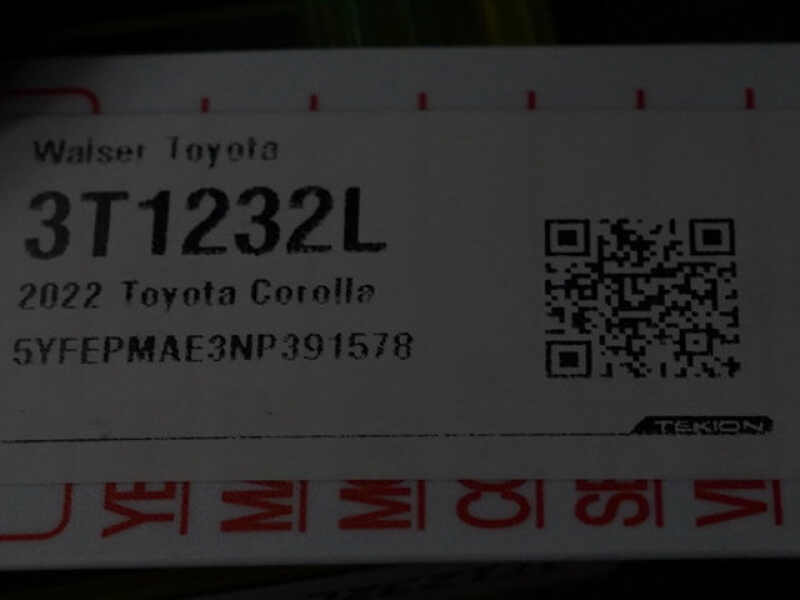 Walser Toyota
3T1232L
2022 Toyota Corolla
5YFEPMAE3NP391578
TEKION